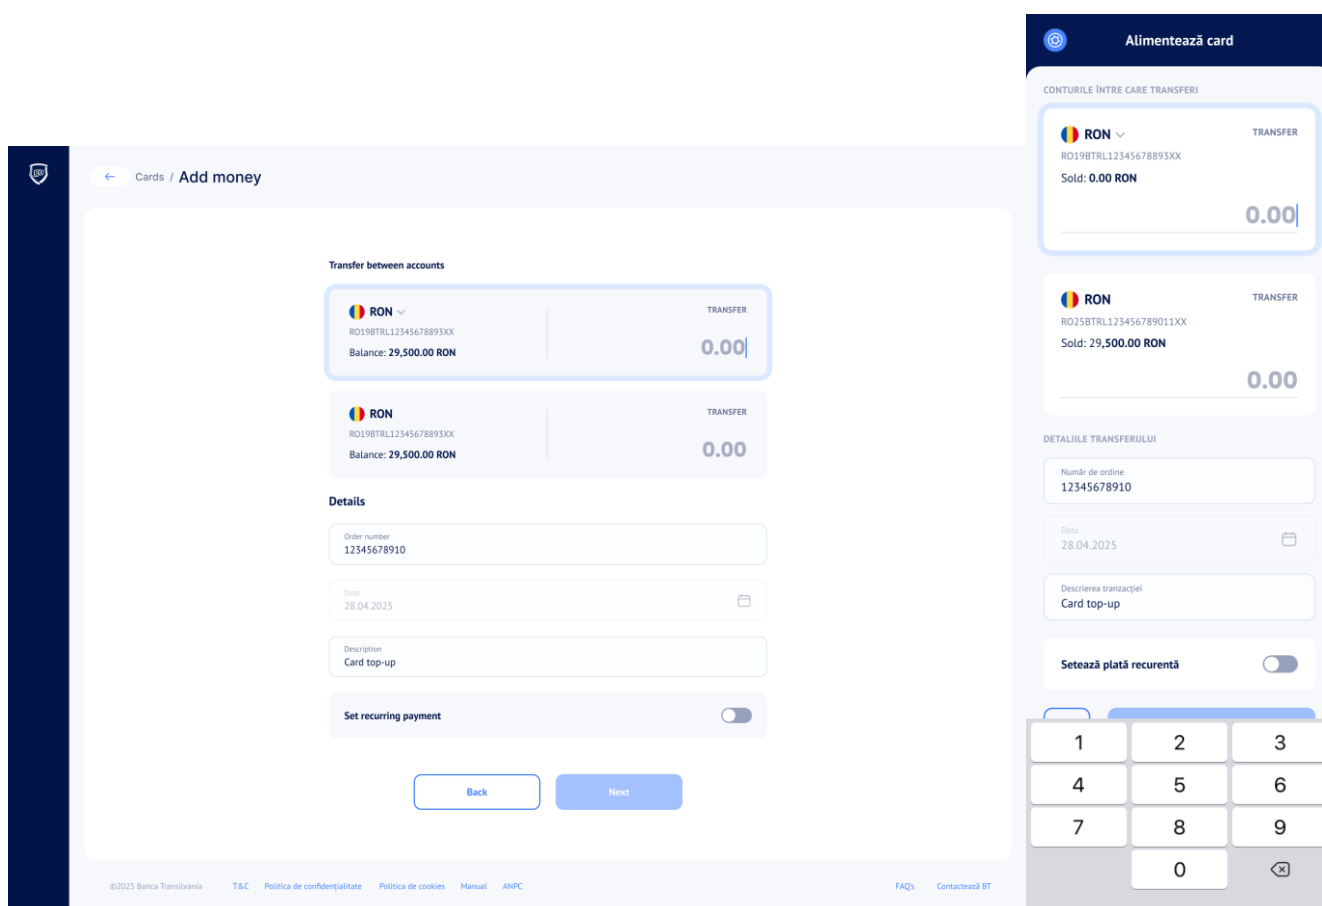 Cards / Add money
Transfer between accounts
RON
TRANSFER
RO19BTRL12345678893XX
Balance: 29,500.00 RON
0.00
RON
TRANSFER
RO19BTRL12345678893XX
Balance: 29,500.00 RON
0.00
Details
Order number
12345678910
Date
28.04.2025
Description
Card top-up
Set recurring payment
Back
Next
©2025 Banca Transilvania T&C Politica de confidențialitate Politica de cookies Manual ANPC FAQ's Contactează BT
Alimentează card
CONTURILE ÎNTRE CARE TRANSFERI
RON
TRANSFER
RO19BTRL12345678893XX
Sold: 0.00 RON
0.00
RON
TRANSFER
RO25BTRL123456789011XX
Sold: 29,500.00 RON
0.00
DETALIILE TRANSFERULUI
Număr de ordine
12345678910
Data
28.04.2025
Descrierea tranzacției
Card top-up
Setează plată recurentă
1 2 3
4 5 6
7 8 9
0